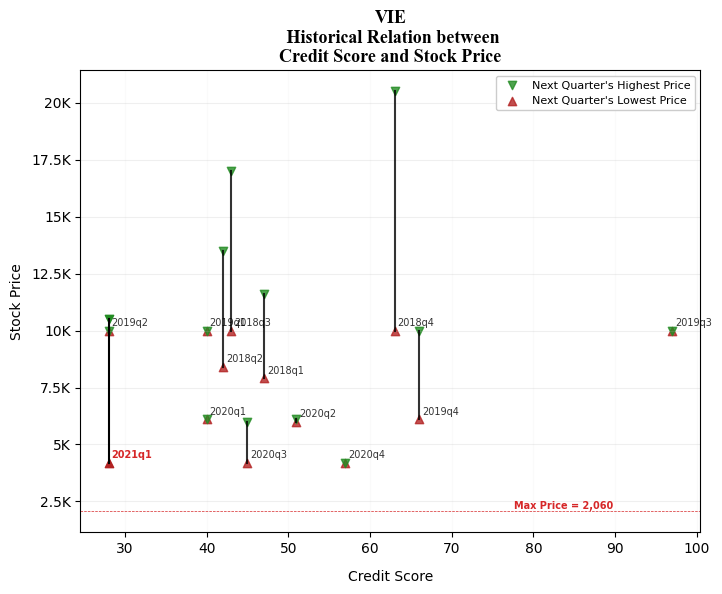 VIE
Historical Relation between
Credit Score and Stock Price
Next Quarter's Highest Price
Next Quarter's Lowest Price
20K
17.5K
15K
12.5K
10K
7.5K
5K
2.5K
Stock Price
2019q2
2019q1
2018q3
2018q4
2019q3
2018q2
2018q1
2020q1
2020q2
2019q4
2021q1
2020q3
2020q4
Max Price = 2,060
30
40
50
60
70
80
90
100
Credit Score